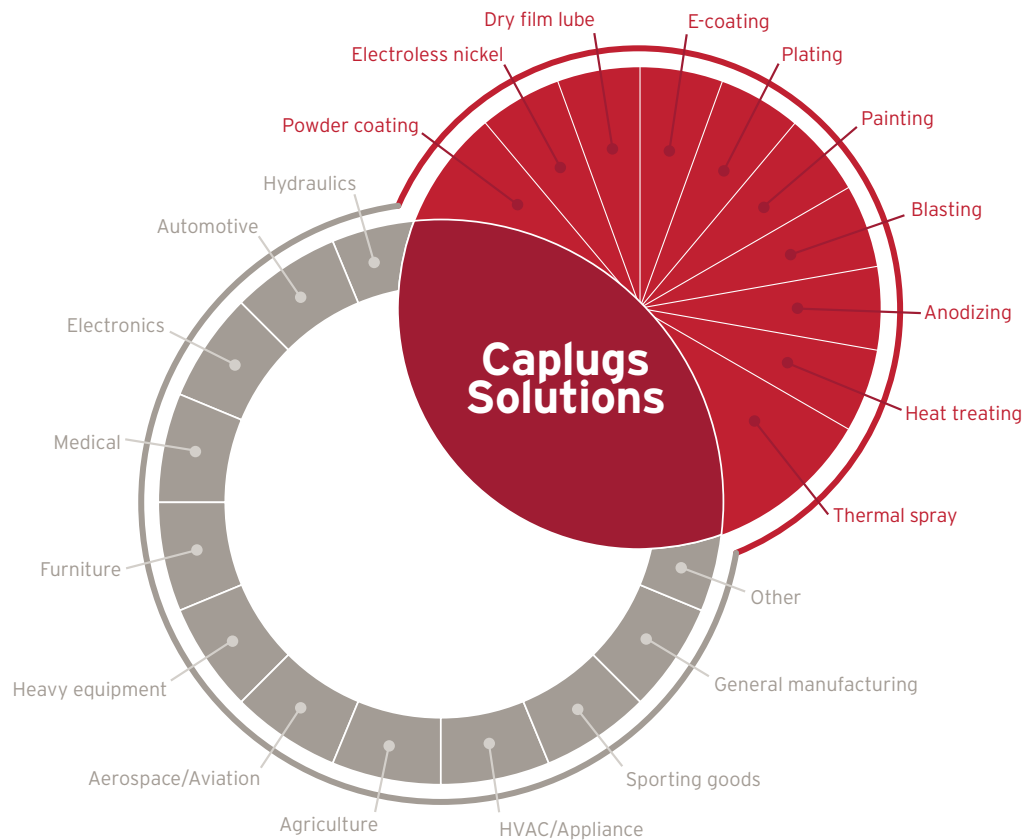 Dry film lube
E-coating
Electroless nickel
Plating
Powder coating
Painting
Hydraulics
Blasting
Automotive
Electronics
Anodizing
Caplugs
Solutions
Heat treating
Medical
Thermal spray
Furniture
Other
Heavy equipment
General manufacturing
Aerospace/Aviation
Sporting goods
Agriculture
HVAC/Appliance